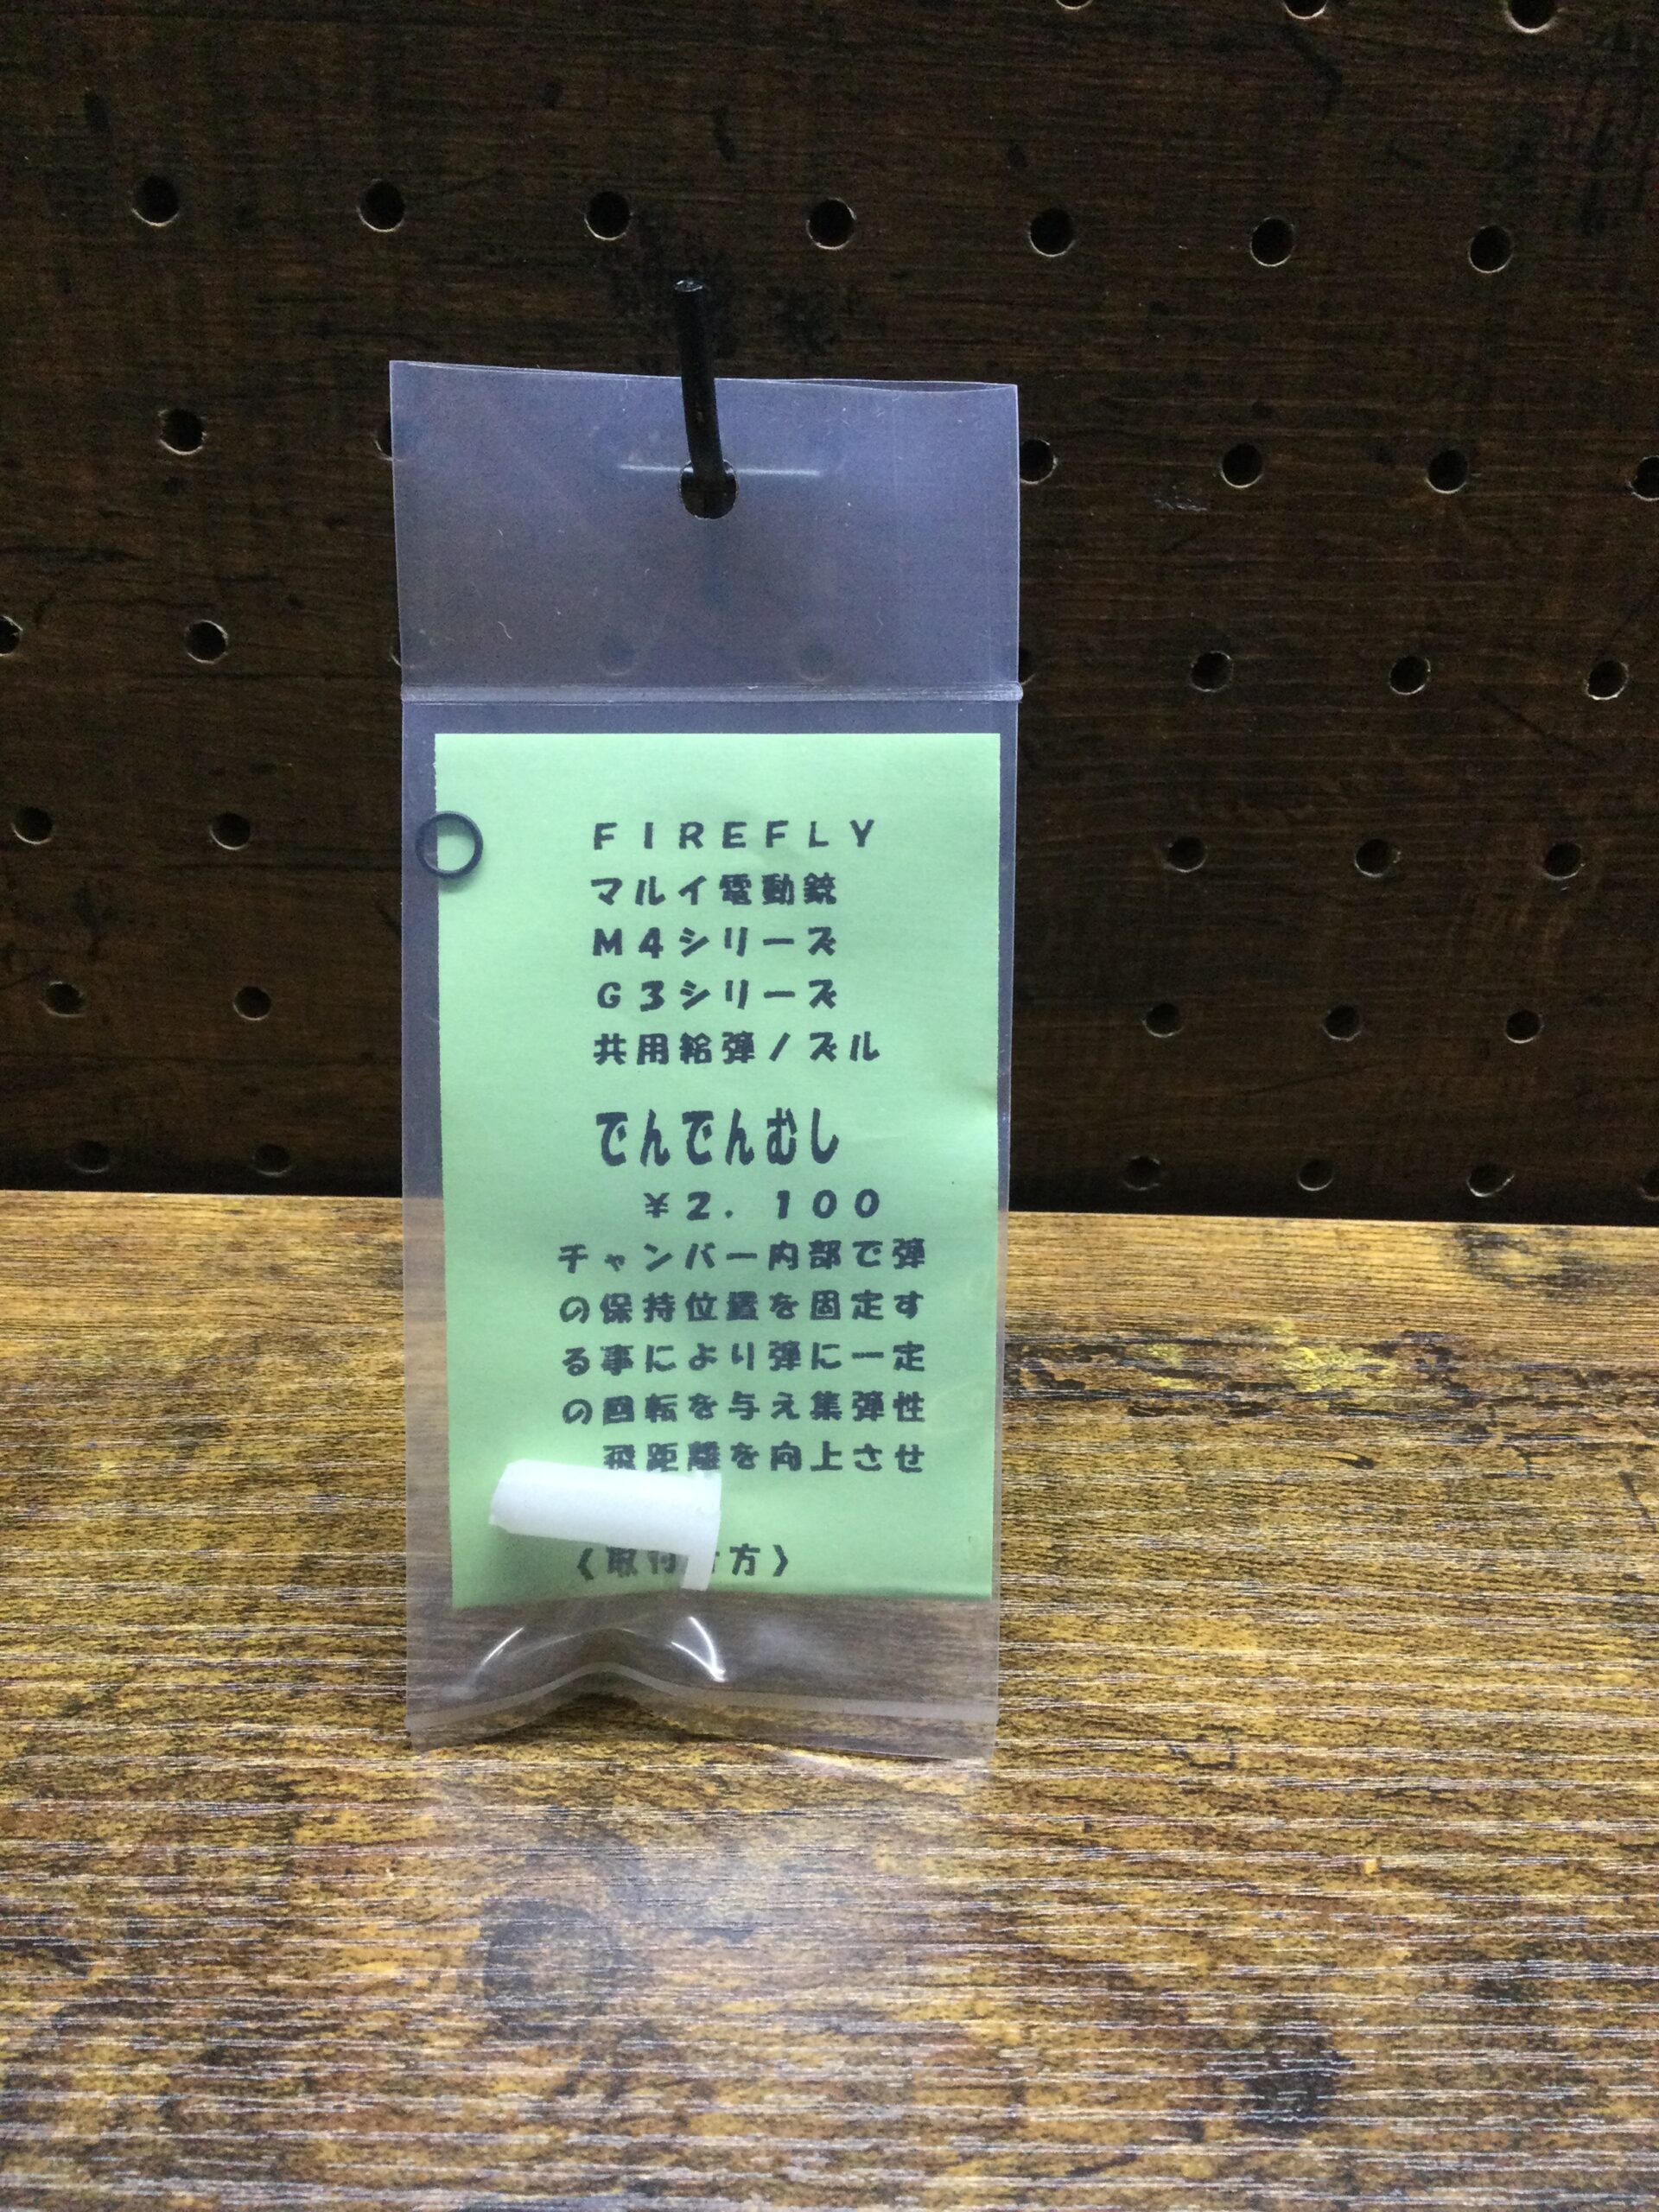 ＦＩＲＥＦＬＹ
マルイ電動銃
Ｍ４シリーズ
Ｇ３シリーズ
共用給弾ノズル
でんでんむし
￥２．１００
チャンバー内部で弾
の保持位置を固定す
る事により弾に一定
の回転を与え集弾性
飛距離を向上させ
《取付 方》